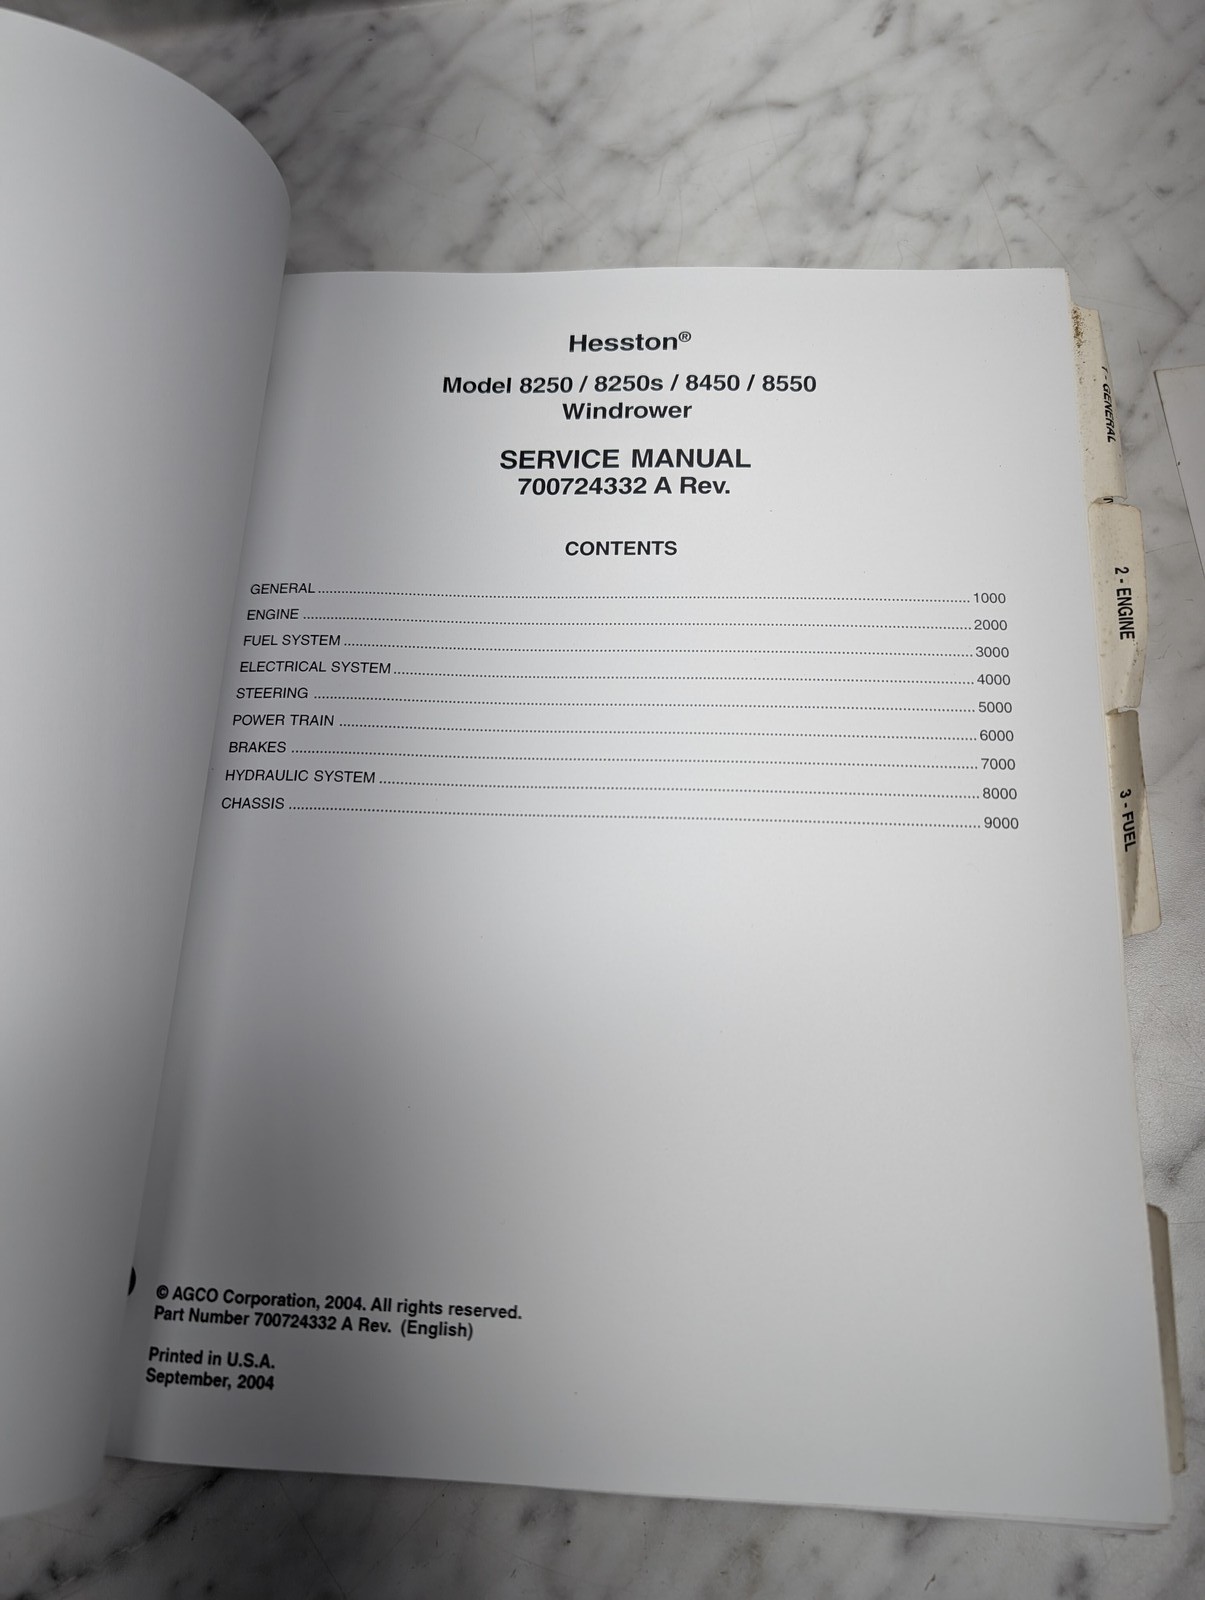 Hesston®
Model 8250 / 8250s / 8450 / 8550
Windrower
SERVICE MANUAL
700724332 A Rev.
CONTENTS
GENERAL ........ 1000
ENGINE ........ 2000
FUEL SYSTEM ........ 3000
ELECTRICAL SYSTEM ........ 4000
STEERING ........ 5000
POWER TRAIN ........ 6000
BRAKES ........ 7000
HYDRAULIC SYSTEM ........ 8000
CHASSIS ........ 9000
© AGCO Corporation, 2004. All rights reserved.
Part Number 700724332 A Rev. (English)
Printed in U.S.A.
September, 2004
1 - GENERAL
2 - ENGINE
3 - FUEL